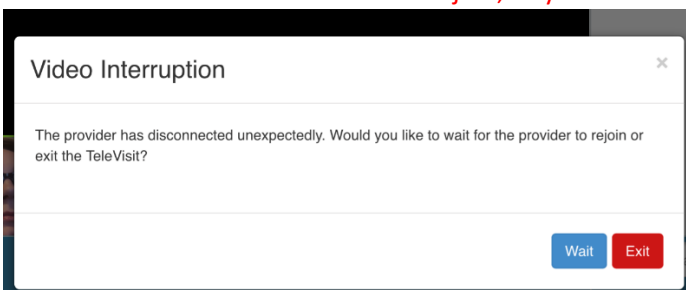 Video Interruption
×
The provider has disconnected unexpectedly. Would you like to wait for the provider to rejoin or
exit the TeleVisit?
Wait Exit